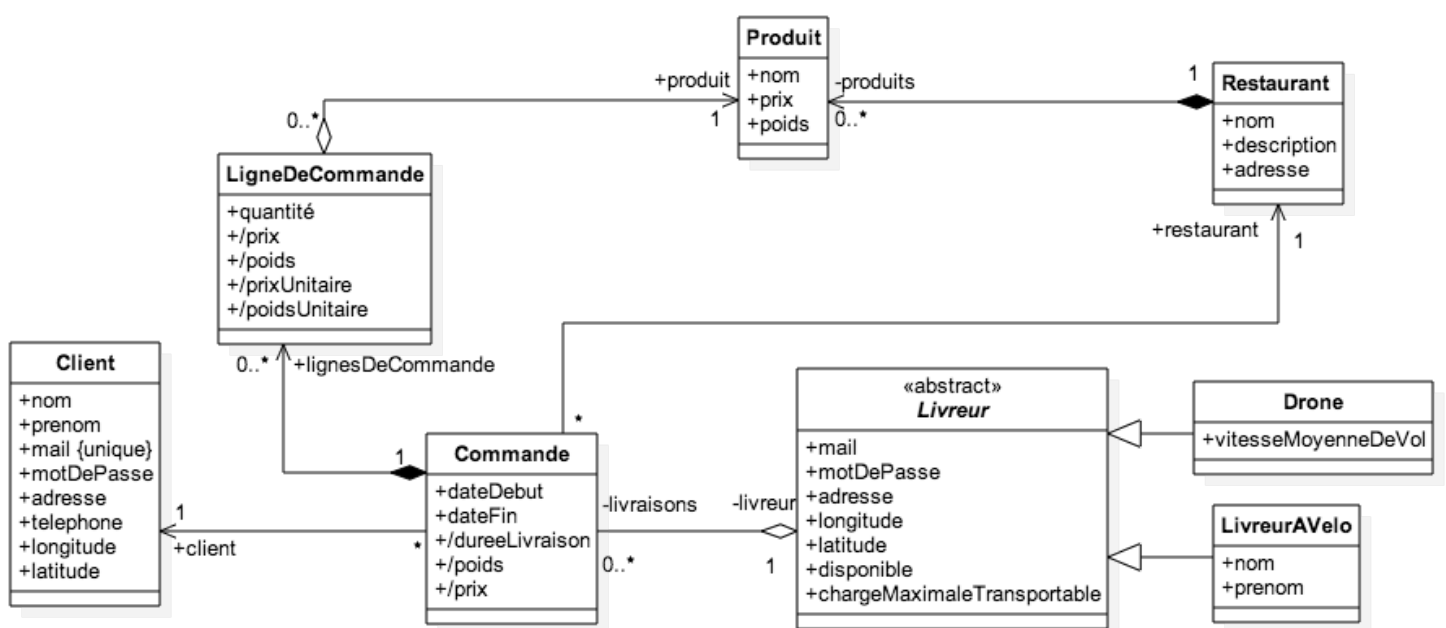 Produit
+nom
+prix
+poids
+produit
1
0..*
-produits
0..*
1
Restaurant
+nom
+description
+adresse
LigneDeCommande
+quantité
+/prix
+/poids
+/prixUnitaire
+/poidsUnitaire
+restaurant
1
0..*
+lignesDeCommande
Client
+nom
+prenom
+mail {unique}
+motDePasse
+adresse
+telephone
+longitude
+latitude
1
+client
*
1
*
Commande
+dateDebut
+dateFin
+/dureeLivraison
+/poids
+/prix
-livraisons
0..*
-livreur
1
«abstract»
Livreur
+mail
+motDePasse
+adresse
+longitude
+latitude
+disponible
+chargeMaximaleTransportable
Drone
+vitesseMoyenneDeVol
LivreurAVelo
+nom
+prenom